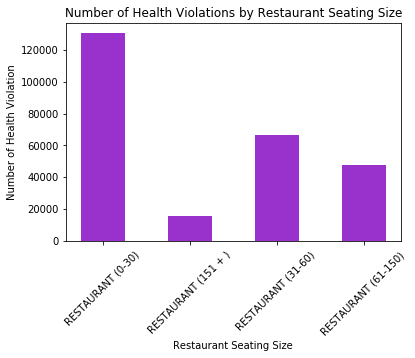 Number of Health Violations by Restaurant Seating Size
Number of Health Violation
120000
100000
80000
60000
40000
20000
0
RESTAURANT (0-30)
RESTAURANT (151 + )
RESTAURANT (31-60)
RESTAURANT (61-150)
Restaurant Seating Size